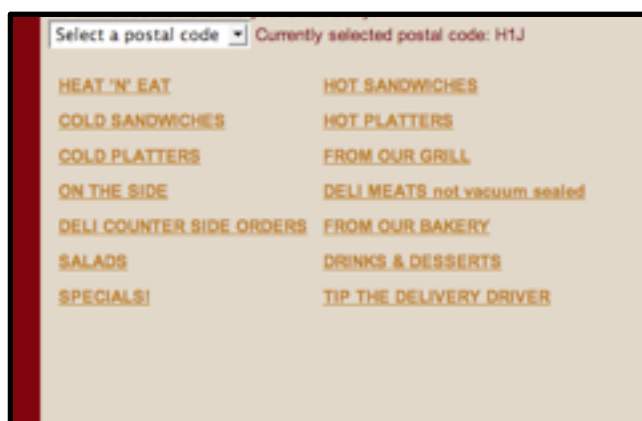 Select a postal code Currently selected postal code: H1J
HEAT 'N' EAT HOT SANDWICHES
COLD SANDWICHES HOT PLATTERS
COLD PLATTERS FROM OUR GRILL
ON THE SIDE DELI MEATS not vacuum sealed
DELI COUNTER SIDE ORDERS FROM OUR BAKERY
SALADS DRINKS & DESSERTS
SPECIALS! TIP THE DELIVERY DRIVER